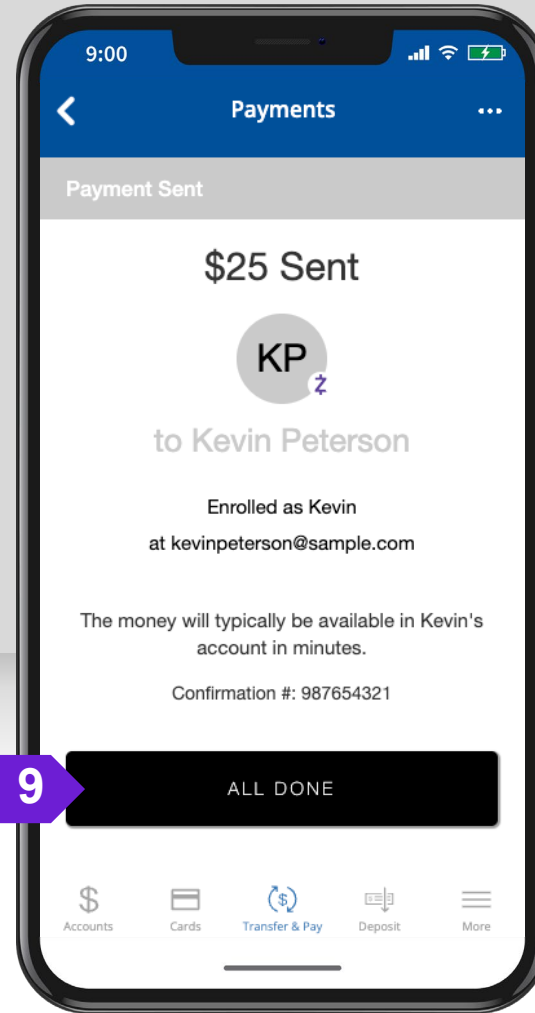 9:00
Payments
Payment Sent
$25 Sent
KP
to Kevin Peterson
Enrolled as Kevin
at kevinpeterson@sample.com
The money will typically be available in Kevin's
account in minutes.
Confirmation #: 987654321
9
ALL DONE
Accounts Cards Transfer & Pay Deposit More